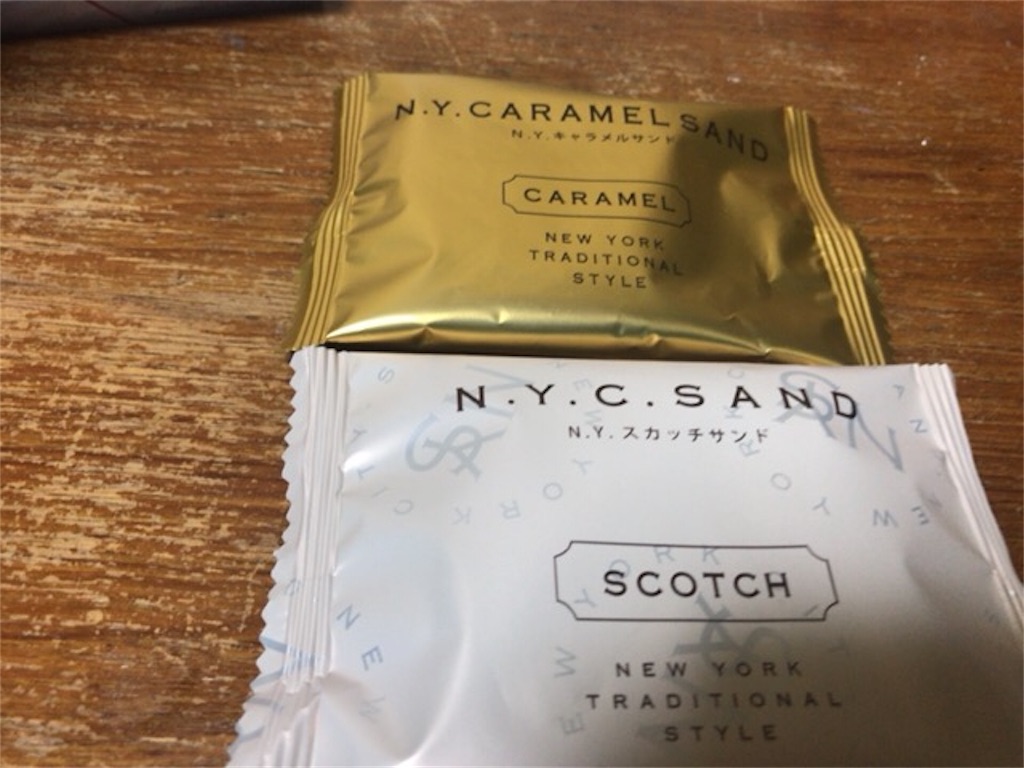 N.Y.CARAMEL SAND
N.Y.キャラメルサンド
CARAMEL
NEW YORK
TRADITIONAL
STYLE
N.Y.C.SAND
N.Y.スカッチサンド
SCOTCH
NEW YORK
TRADITIONAL
STYLE